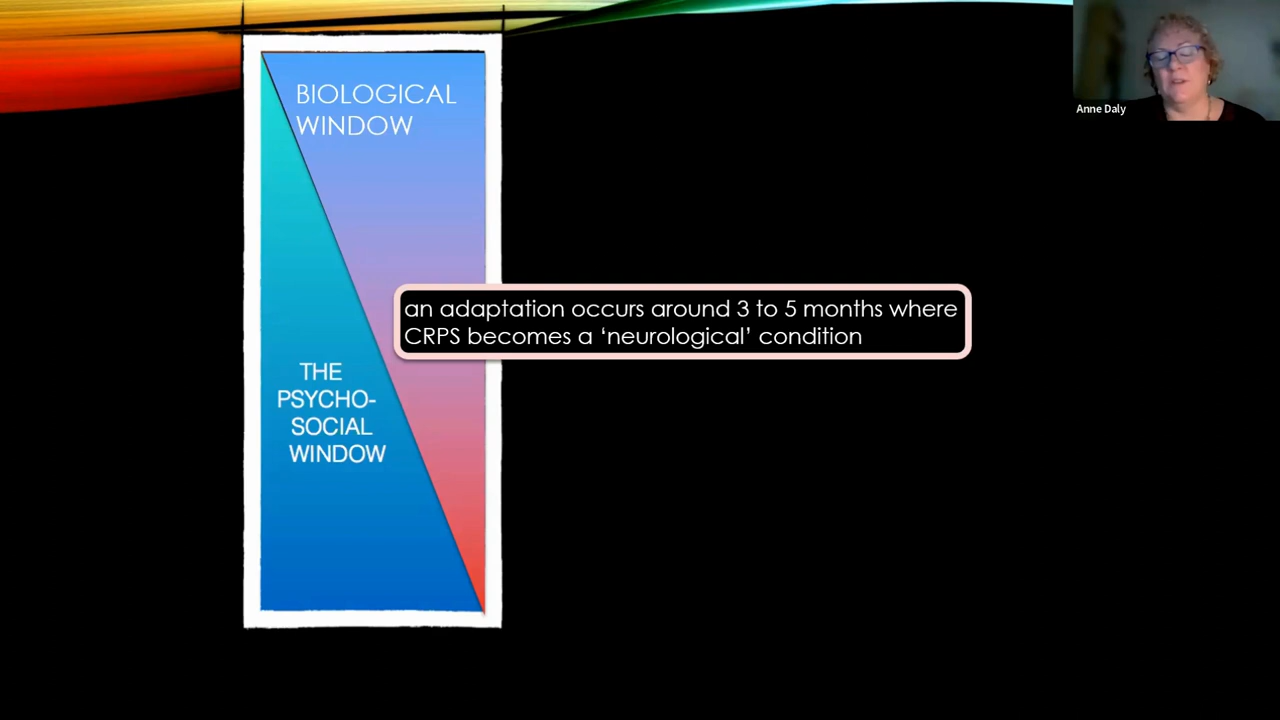 BIOLOGICAL
WINDOW
Anne Daly
an adaptation occurs around 3 to 5 months where
CRPS becomes a ‘neurological’ condition
THE
PSYCHO-
SOCIAL
WINDOW